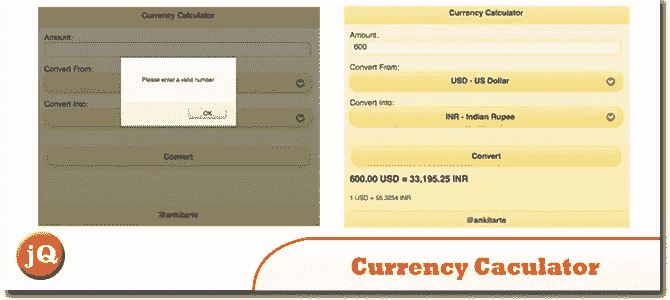 Currency Calculator
Amount:
Please enter a valid number
OK
Convert From:
Convert Into:
Convert
@ankitarte
Currency Calculator
Amount:
600
Convert From:
USD - US Dollar
Convert Into:
INR - Indian Rupee
Convert
600.00 USD = 33,195.25 INR
1 USD = 55.3254 INR
@ankitarte
jQ
Currency Caculator